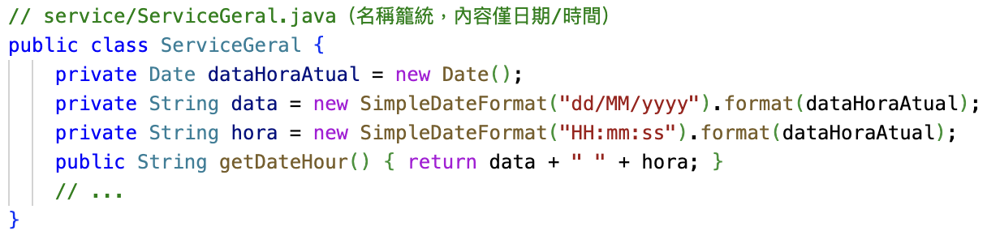 // service/ServiceGeral.java（名稱籠統，內容僅日期/時間）
public class ServiceGeral {
    private Date dataHoraAtual = new Date();
    private String data = new SimpleDateFormat("dd/MM/yyyy").format(dataHoraAtual);
    private String hora = new SimpleDateFormat("HH:mm:ss").format(dataHoraAtual);
    public String getDateHour() { return data + " " + hora; }
    // ...
}